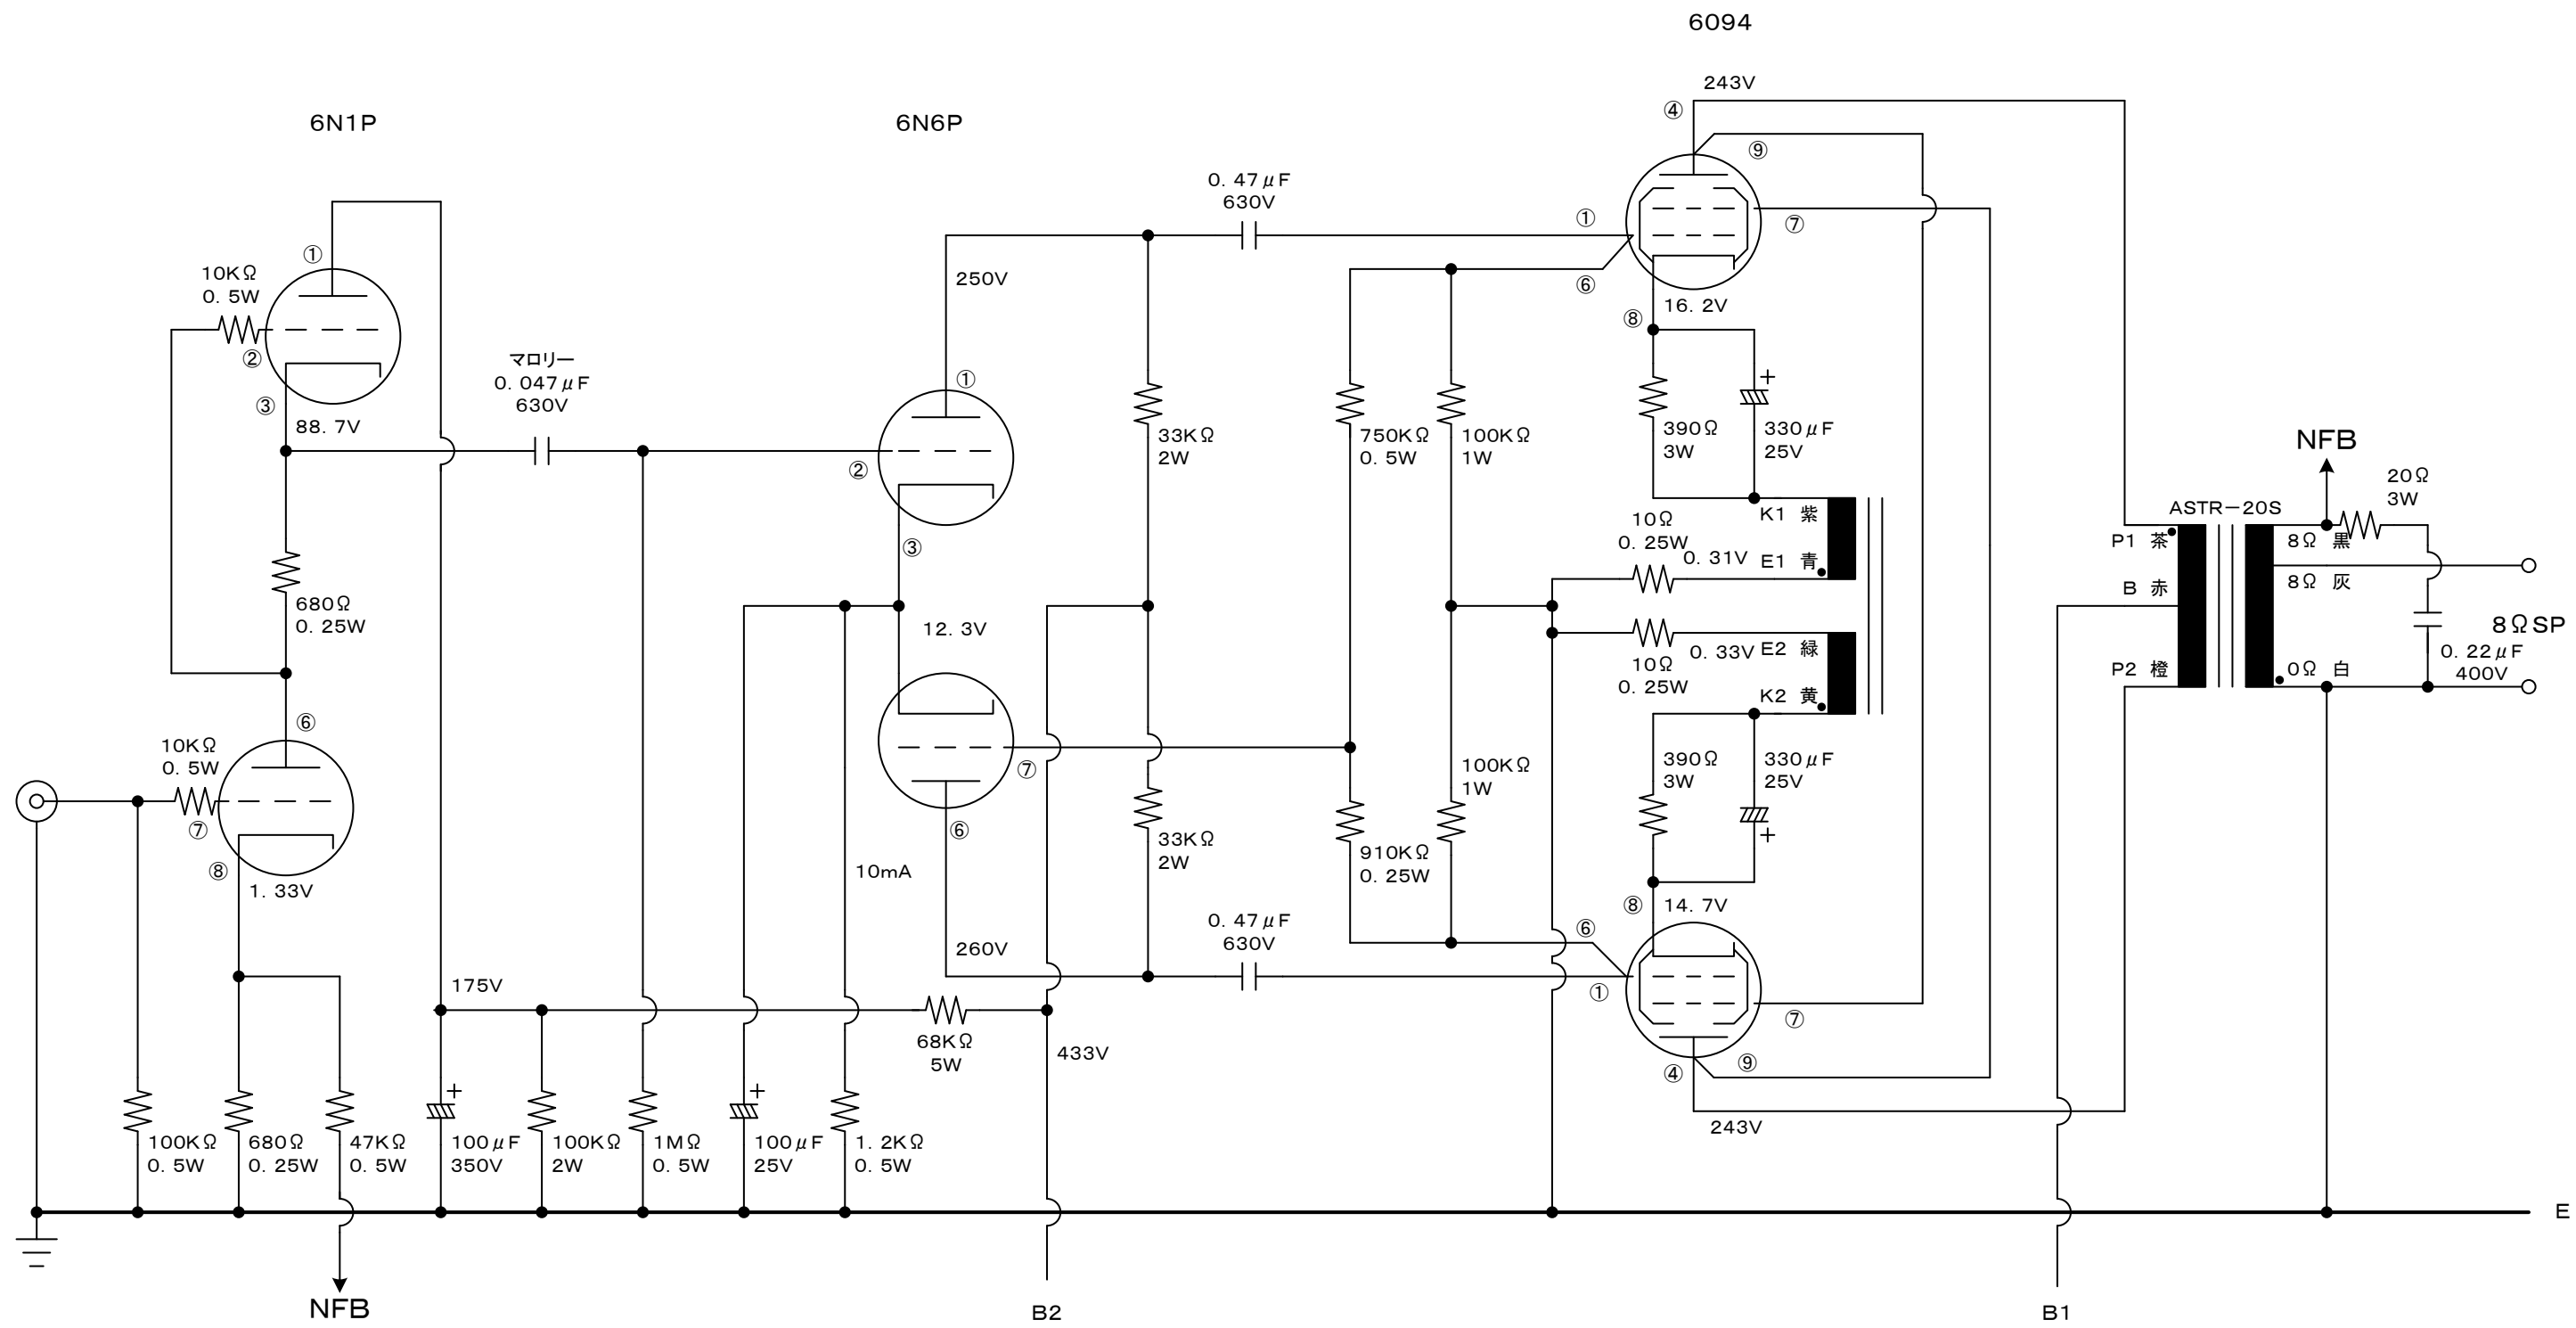 6094
243V
④
⑨
6N1P
6N6P
0. 47μF
630V
①
⑦
①
10KΩ
0. 5W
250V
⑥
16. 2V
②
⑧
マロリー
0. 047μF
630V
①
③
88. 7V
②
33KΩ
2W
750KΩ
0. 5W
100KΩ
1W
390Ω
3W
+
330μF
25V
NFB
20Ω
3W
ASTR−20S
K1 紫
10Ω
0. 25W
0. 31V
E1 青
P1 茶
8Ω 黒
③
8Ω 灰
B 赤
680Ω
0. 25W
12. 3V
8ΩSP
10Ω
0. 25W
0. 33V
E2 緑
K2 黄
P2 橙
0Ω 白
0. 22μF
400V
⑥
10KΩ
0. 5W
⑦
100KΩ
1W
390Ω
3W
330μF
25V
+
⑦
⑥
⑧
1. 33V
10mA
33KΩ
2W
910KΩ
0. 25W
⑧
14. 7V
0. 47μF
630V
⑥
260V
175V
①
⑦
68KΩ
5W
433V
④
⑨
243V
+
+
100KΩ
0. 5W
680Ω
0. 25W
47KΩ
0. 5W
100μF
350V
100KΩ
2W
1MΩ
0. 5W
100μF
25V
1. 2KΩ
0. 5W
E
NFB
B2
B1